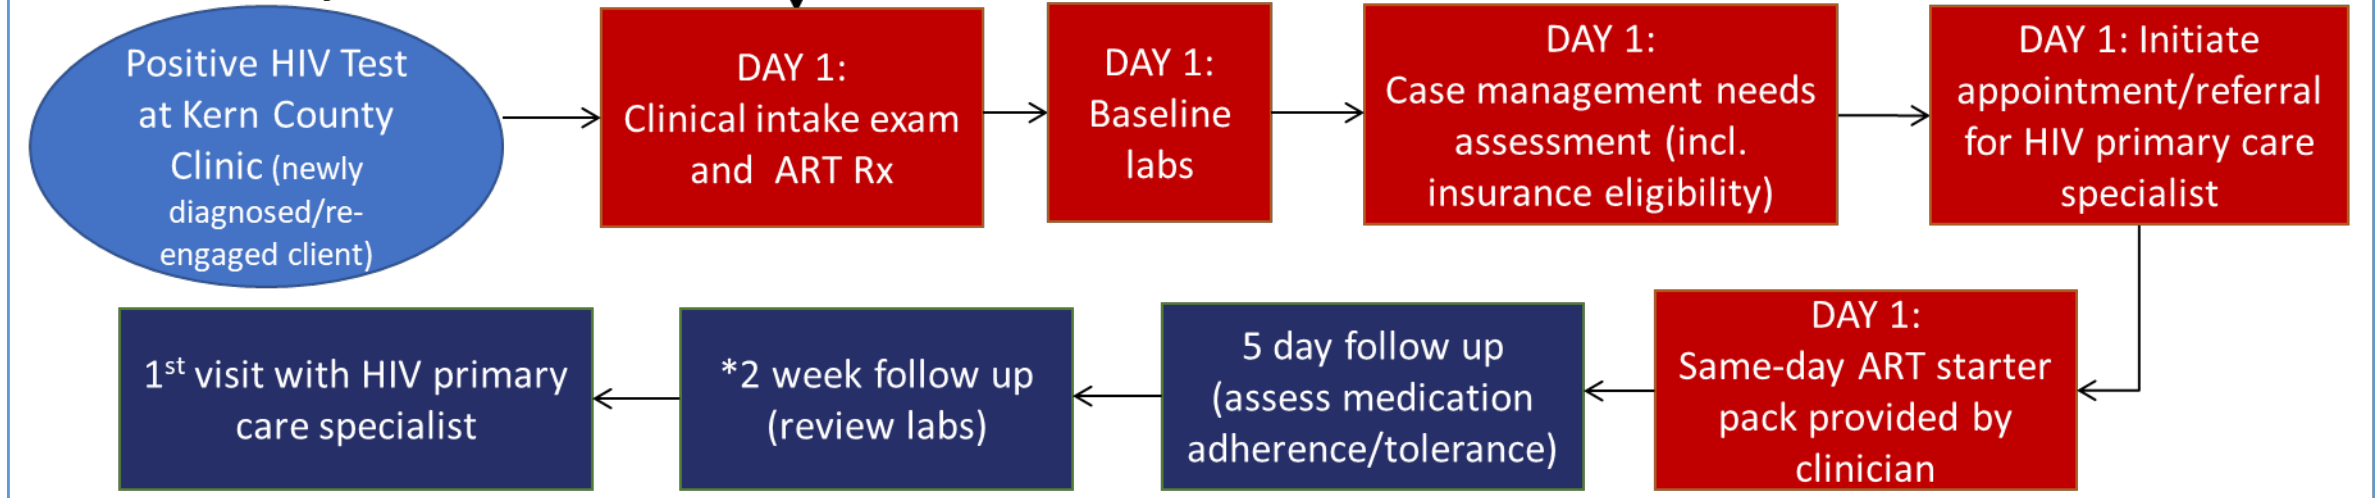 Positive HIV Test
at Kern County
Clinic (newly
diagnosed/re-
engaged client)
DAY 1:
Clinical intake exam
and ART Rx
DAY 1:
Baseline
labs
DAY 1:
Case management needs
assessment (incl.
insurance eligibility)
DAY 1: Initiate
appointment/referral
for HIV primary care
specialist
DAY 1:
Same-day ART starter
pack provided by
clinician
5 day follow up
(assess medication
adherence/tolerance)
*2 week follow up
(review labs)
1st visit with HIV primary
care specialist